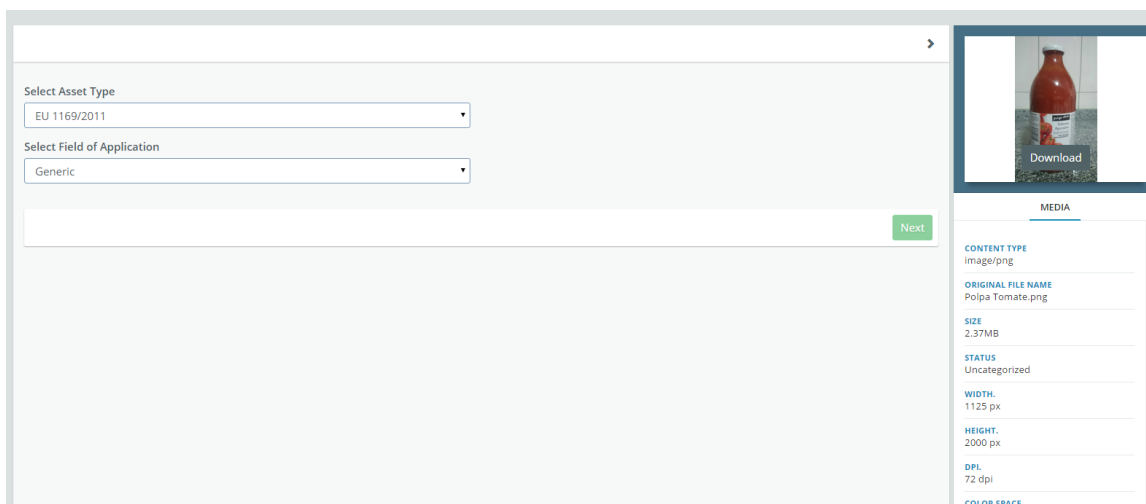 Select Asset Type
EU 1169/2011
Select Field of Application
Generic
Next
Download
MEDIA
CONTENT TYPE
image/png
ORIGINAL FILE NAME
Polpa Tomate.png
SIZE
2.37MB
STATUS
Uncategorized
WIDTH.
1125 px
HEIGHT.
2000 px
DPI.
72 dpi
COLOR SPACE